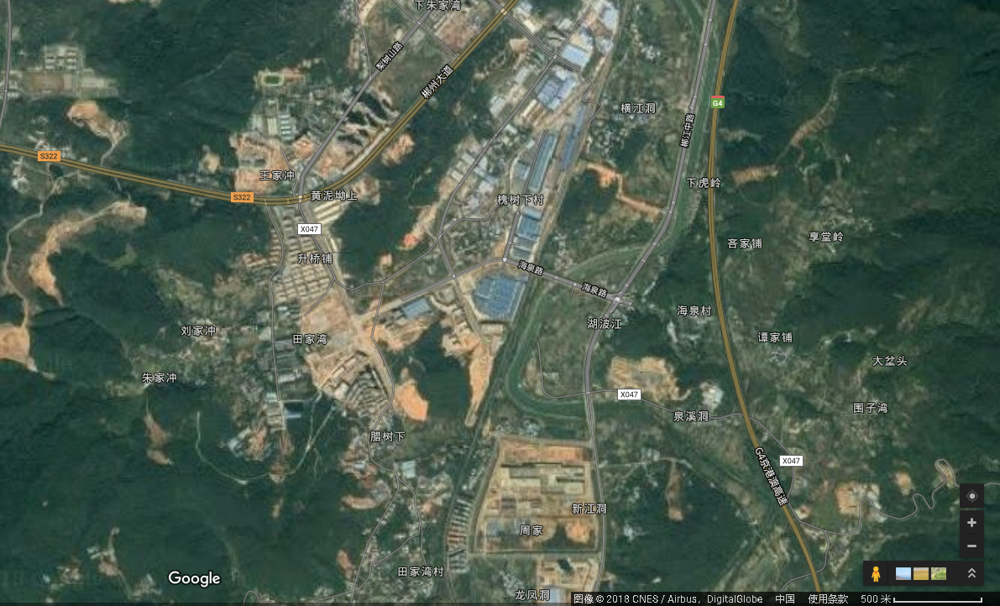 下朱家湾
梨树山路
郴州大道
横江洞
G4
郴江中路
S322
王家冲
S322
黄泥坳上
槐树下村
下虎岭
X047
吝家铺
享堂岭
升桥铺
海泉路
海泉路
海泉村
湖波江
刘家冲
田家湾
谭家铺
大岔头
朱家冲
X047
泉溪洞
围子湾
腊树下
X047
G4京港澳高速
新江洞
周家
田家湾村
Google
龙凤洞
图像 © 2018 CNES / Airbus，DigitalGlobe 中国 使用条款 500 米